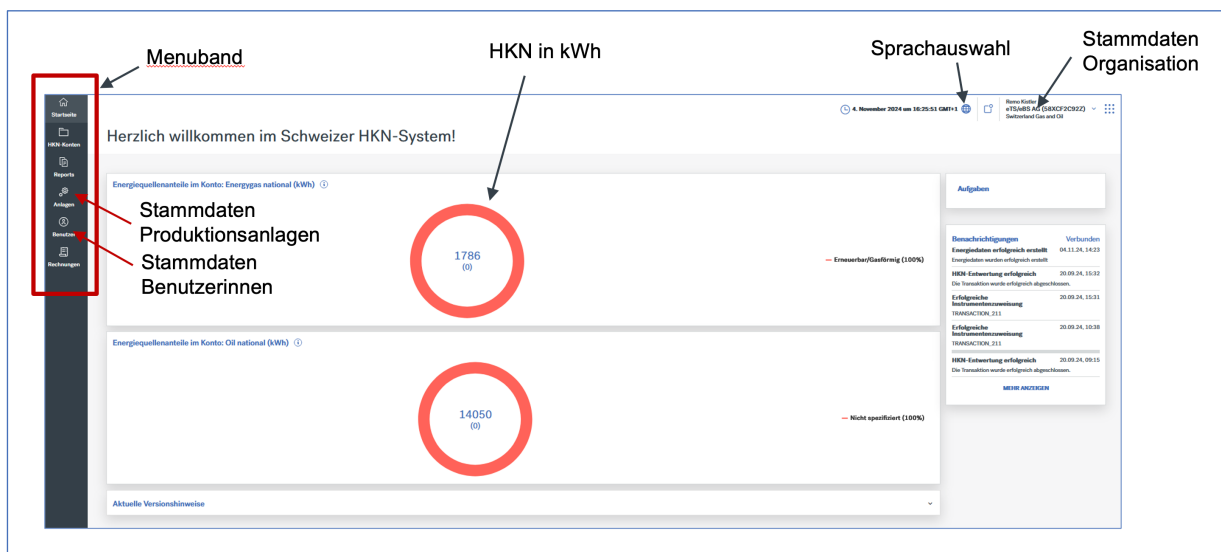 Menuband
HKN in kWh
Sprachauswahl
Stammdaten
Organisation
Startseite
HKN-Konten
Reports
Anlagen
Benutzer
Rechnungen
4. November 2024 um 16:25:51 GMT+1
Remo Kistler
eTS/eBS AG (58XCF2C92Z)
Switzerland Gas and Oil
Herzlich willkommen im Schweizer HKN-System!
Energiequellenanteile im Konto: Energygas national (kWh)
Stammdaten
Produktionsanlagen
Stammdaten
Benutzerinnen
1786
(0)
Erneuerbar/Gasförmig (100%)
Energiequellenanteile im Konto: Oil national (kWh)
14050
(0)
Nicht spezifiziert (100%)
Aktuelle Versionshinweise
Aufgaben
Benachrichtigungen Verbunden
Energiedaten erfolgreich erstellt 04.11.24, 14:23
Energiedaten wurden erfolgreich erstellt
HKN-Entwertung erfolgreich 20.09.24, 15:32
Die Transaktion wurde erfolgreich abgeschlossen.
Erfolgreiche 20.09.24, 15:31
Instrumentenzuweisung
TRANSACTION_211
Erfolgreiche 20.09.24, 10:38
Instrumentenzuweisung
TRANSACTION_211
HKN-Entwertung erfolgreich 20.09.24, 09:15
Die Transaktion wurde erfolgreich abgeschlossen.
MEHR ANZEIGEN